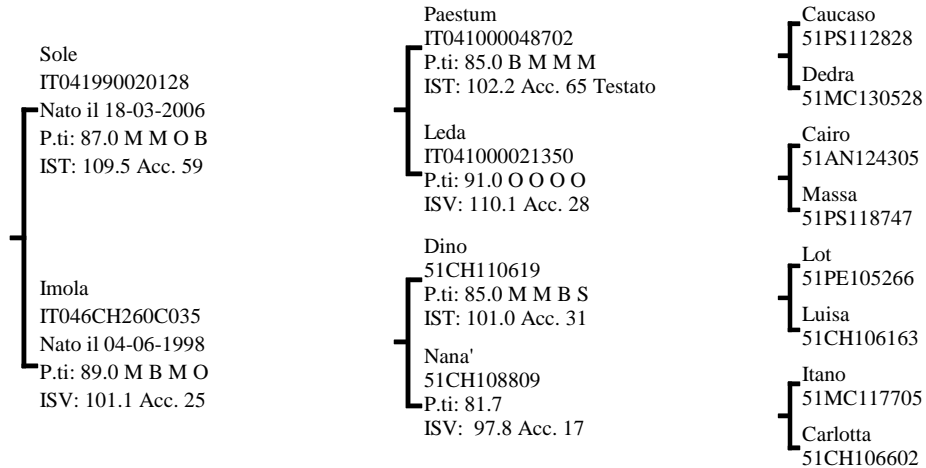 Sole
IT041990020128
Nato il 18-03-2006
P.ti: 87.0 M M O B
IST: 109.5 Acc. 59
Imola
IT046CH260C035
Nato il 04-06-1998
P.ti: 89.0 M B M O
ISV: 101.1 Acc. 25
Paestum
IT041000048702
P.ti: 85.0 B M M M
IST: 102.2 Acc. 65 Testato
Leda
IT041000021350
P.ti: 91.0 O O O O
ISV: 110.1 Acc. 28
Dino
51CH110619
P.ti: 85.0 M M B S
IST: 101.0 Acc. 31
Nana'
51CH108809
P.ti: 81.7
ISV: 97.8 Acc. 17
Caucaso
51PS112828
Dedra
51MC130528
Cairo
51AN124305
Massa
51PS118747
Lot
51PE105266
Luisa
51CH106163
Itano
51MC117705
Carlotta
51CH106602